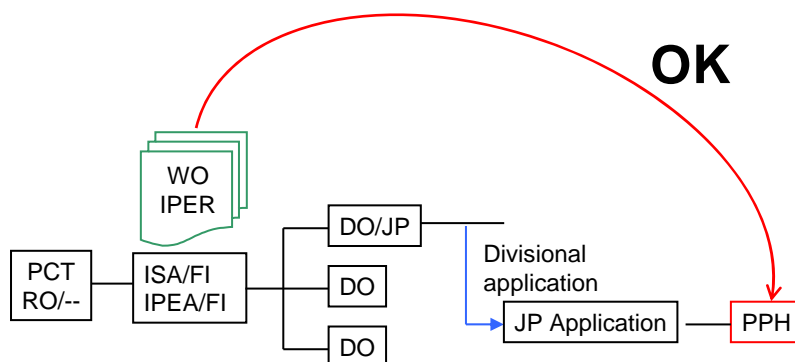 OK
WO
IPER
DO/JP
Divisional
application
PCT
RO/--
ISA/FI
IPEA/FI
DO
JP Application
PPH
DO